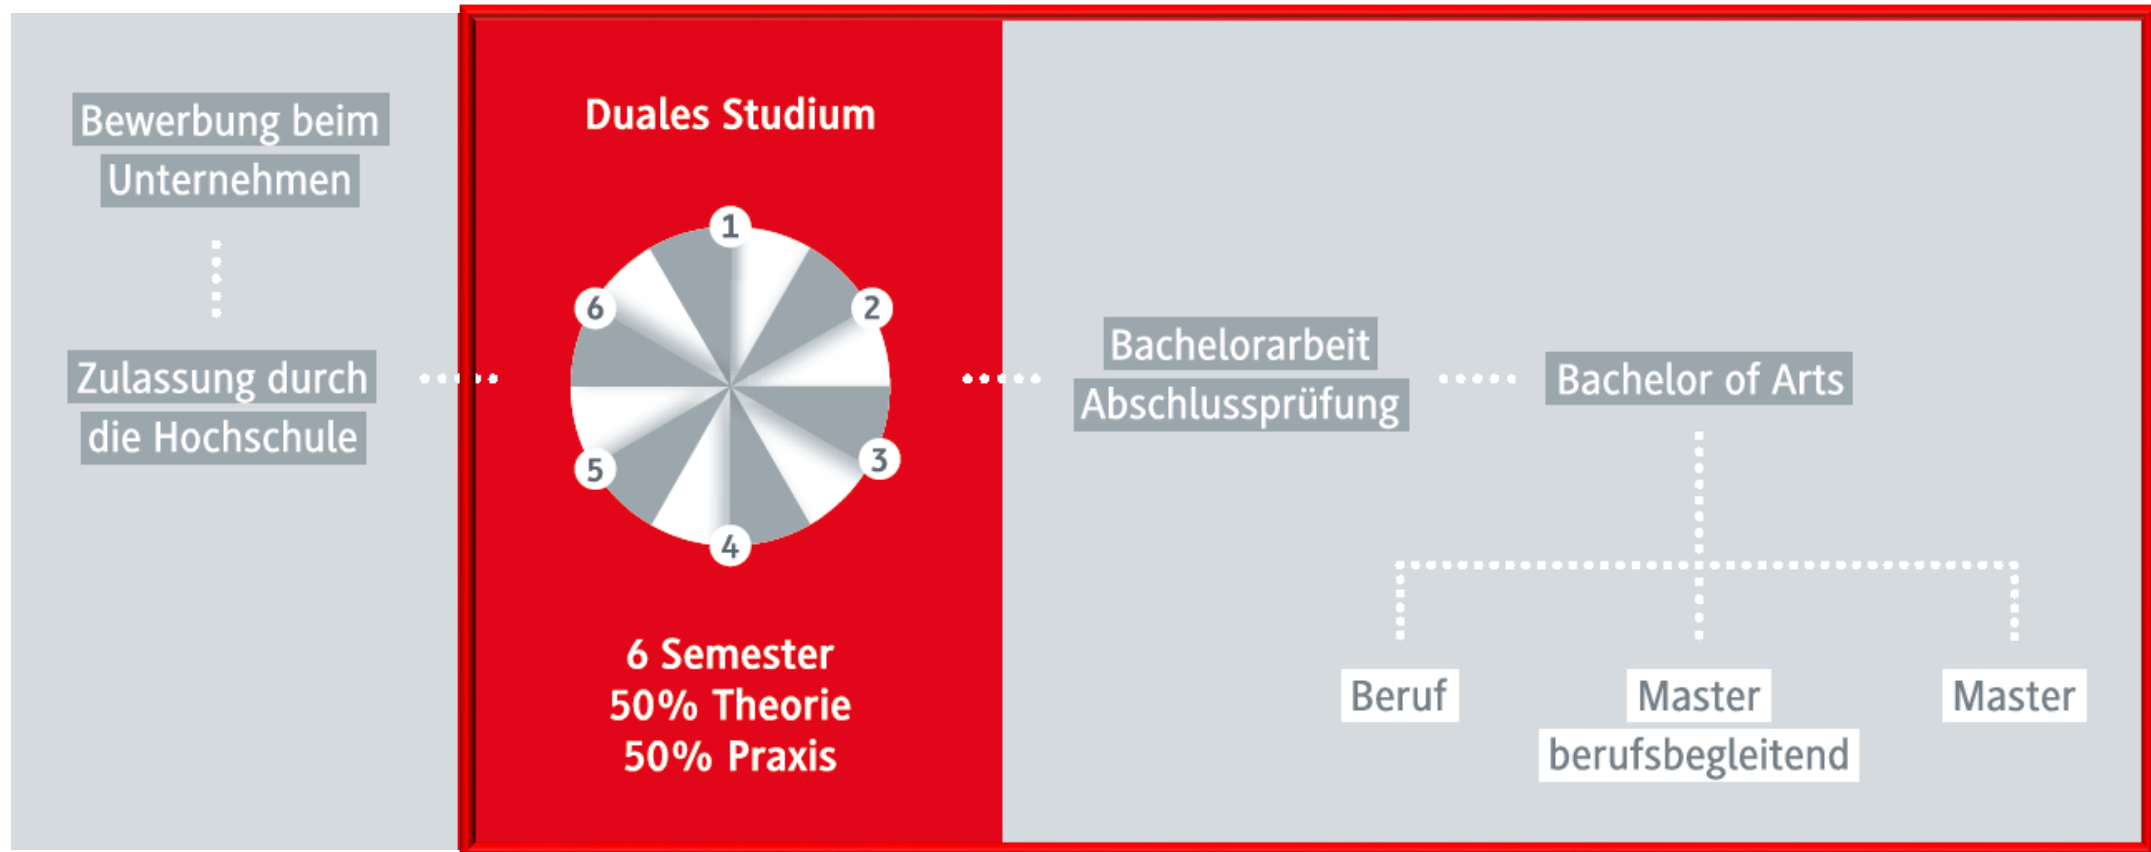 Bewerbung beim
Unternehmen
Zulassung durch
die Hochschule
Duales Studium
1
2
3
4
5
6
6 Semester
50% Theorie
50% Praxis
Bachelorarbeit
Abschlussprüfung
Bachelor of Arts
Beruf
Master
berufsbegleitend
Master